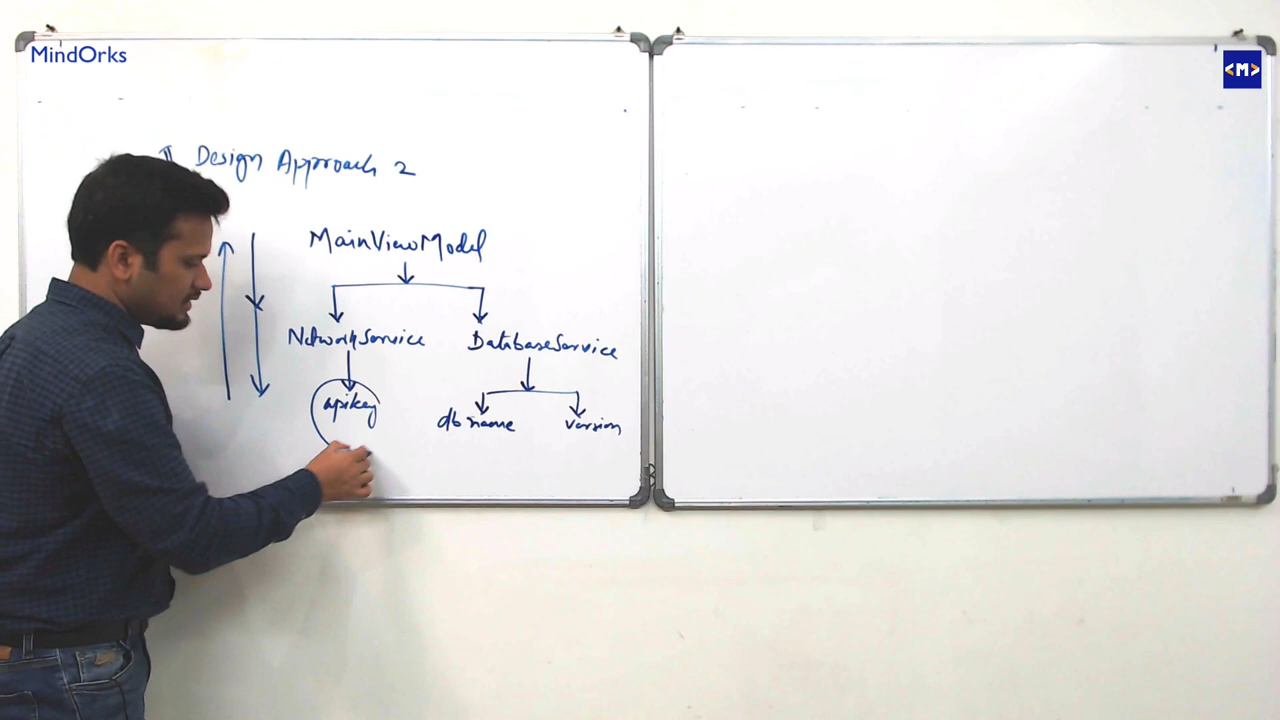 MindOrks
<M>
Design Approach 2
MainViewModel
NetworkService DatabaseService
apikey db name version